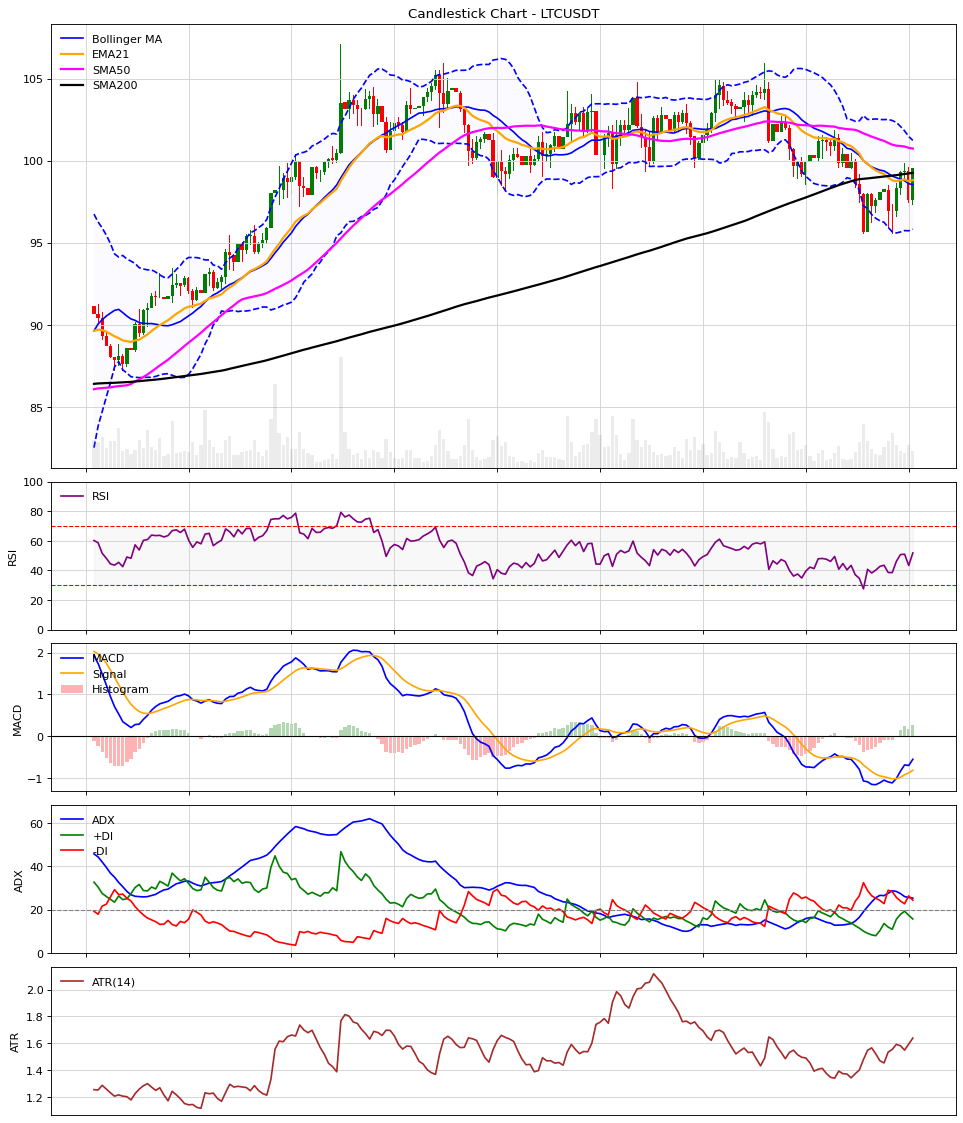 Candlestick Chart - LTCUSDT
Bollinger MA
EMA21
SMA50
SMA200
105
100
95
90
85
RSI
RSI
100
80
60
40
20
0
MACD
Signal
Histogram
MACD
2
1
0
−1
ADX
+DI
-DI
ADX
60
40
20
0
ATR(14)
ATR
2.0
1.8
1.6
1.4
1.2